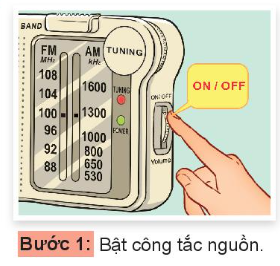 BAND
FM AM TUNING
MHz kHz
108 1600 TUNING
104
100 1300
96 1000 POWER
92 800
88 650
530
ON/OFF
Volume
ON / OFF
Bước 1: Bật công tắc nguồn.